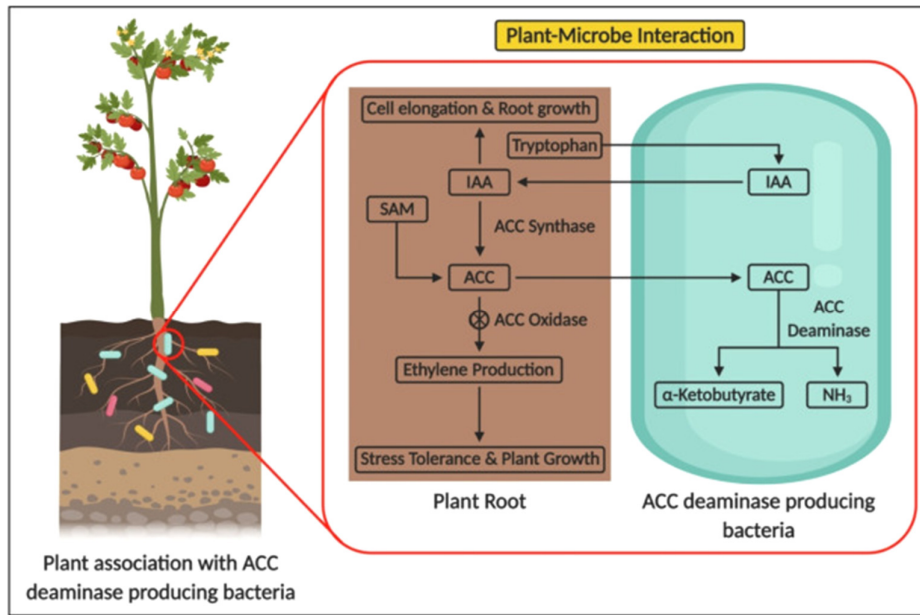 Plant-Microbe Interaction
Cell elongation & Root growth
Tryptophan
IAA
IAA
SAM
ACC Synthase
ACC
ACC
ACC Oxidase
ACC
Deaminase
Ethylene Production
α-Ketobutyrate
NH₃
Stress Tolerance & Plant Growth
Plant Root
ACC deaminase producing
bacteria
Plant association with ACC
deaminase producing bacteria